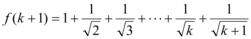 f(k+1) = 1 + 1/√2 + 1/√3 + ⋯ + 1/√k + 1/√(k+1)